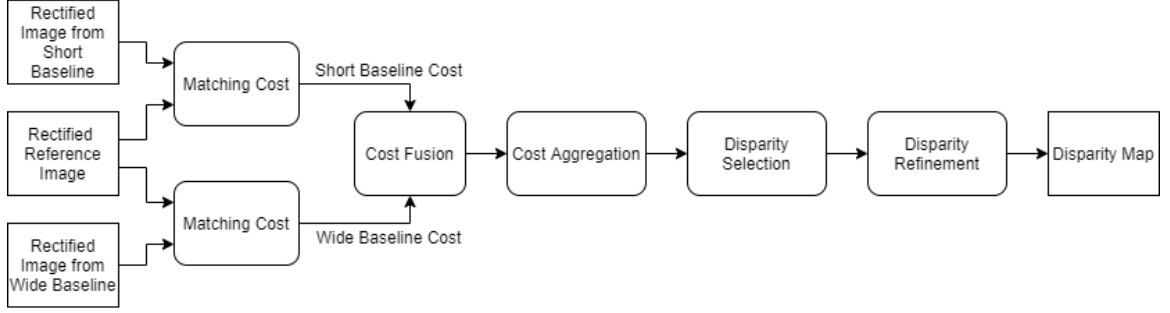 Rectified
Image from
Short
Baseline
Matching Cost
Short Baseline Cost
Rectified
Reference
Image
Cost Fusion
Cost Aggregation
Disparity
Selection
Disparity
Refinement
Disparity Map
Matching Cost
Wide Baseline Cost
Rectified
Image from
Wide Baseline